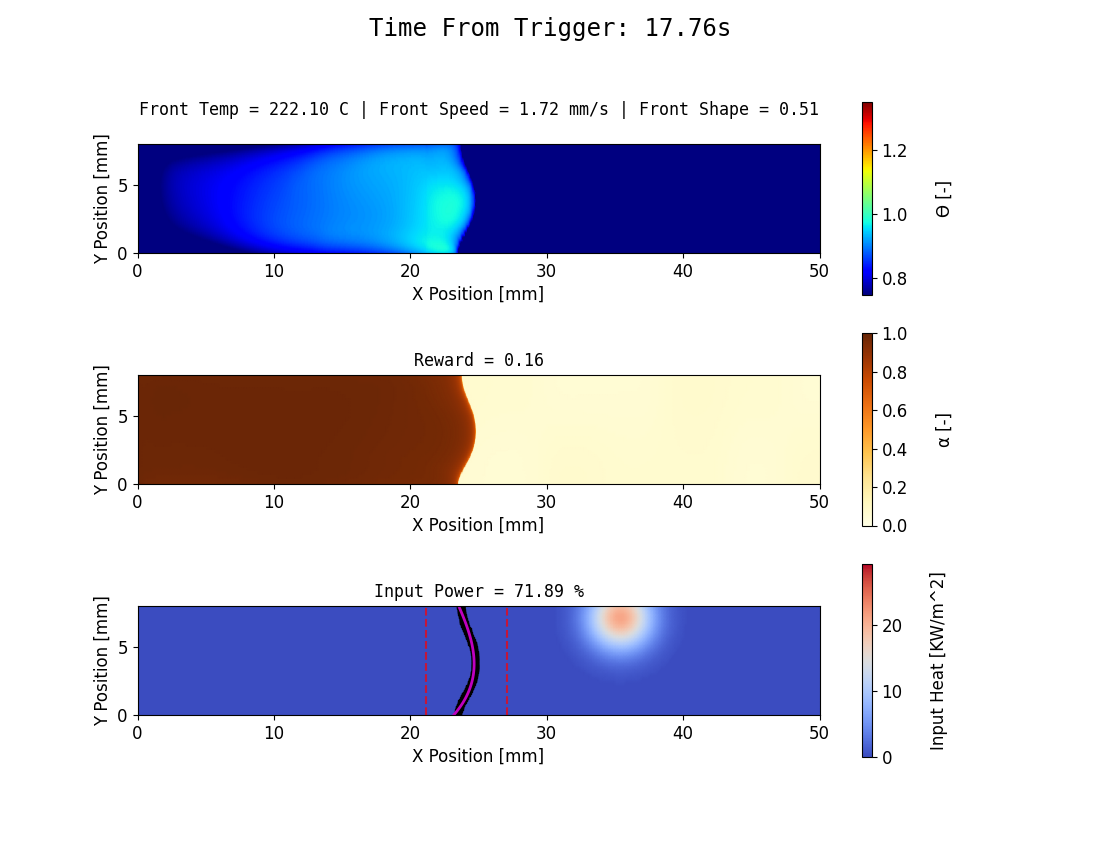 Time From Trigger: 17.76s
Front Temp = 222.10 C | Front Speed = 1.72 mm/s | Front Shape = 0.51
Y Position [mm]
5
0
0 10 20 30 40 50
X Position [mm]
1.2
1.0
0.8
Θ [-]
Reward = 0.16
Y Position [mm]
5
0
0 10 20 30 40 50
X Position [mm]
1.0
0.8
0.6
0.4
0.2
0.0
α [-]
Input Power = 71.89 %
Y Position [mm]
5
0
0 10 20 30 40 50
X Position [mm]
20
10
0
Input Heat [KW/m^2]